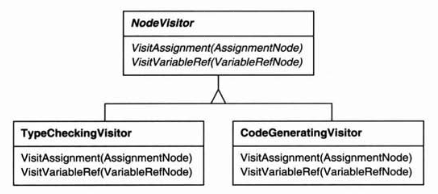 NodeVisitor
VisitAssignment(AssignmentNode)
VisitVariableRef(VariableRefNode)
TypeCheckingVisitor
VisitAssignment(AssignmentNode)
VisitVariableRef(VariableRefNode)
CodeGeneratingVisitor
VisitAssignment(AssignmentNode)
VisitVariableRef(VariableRefNode)